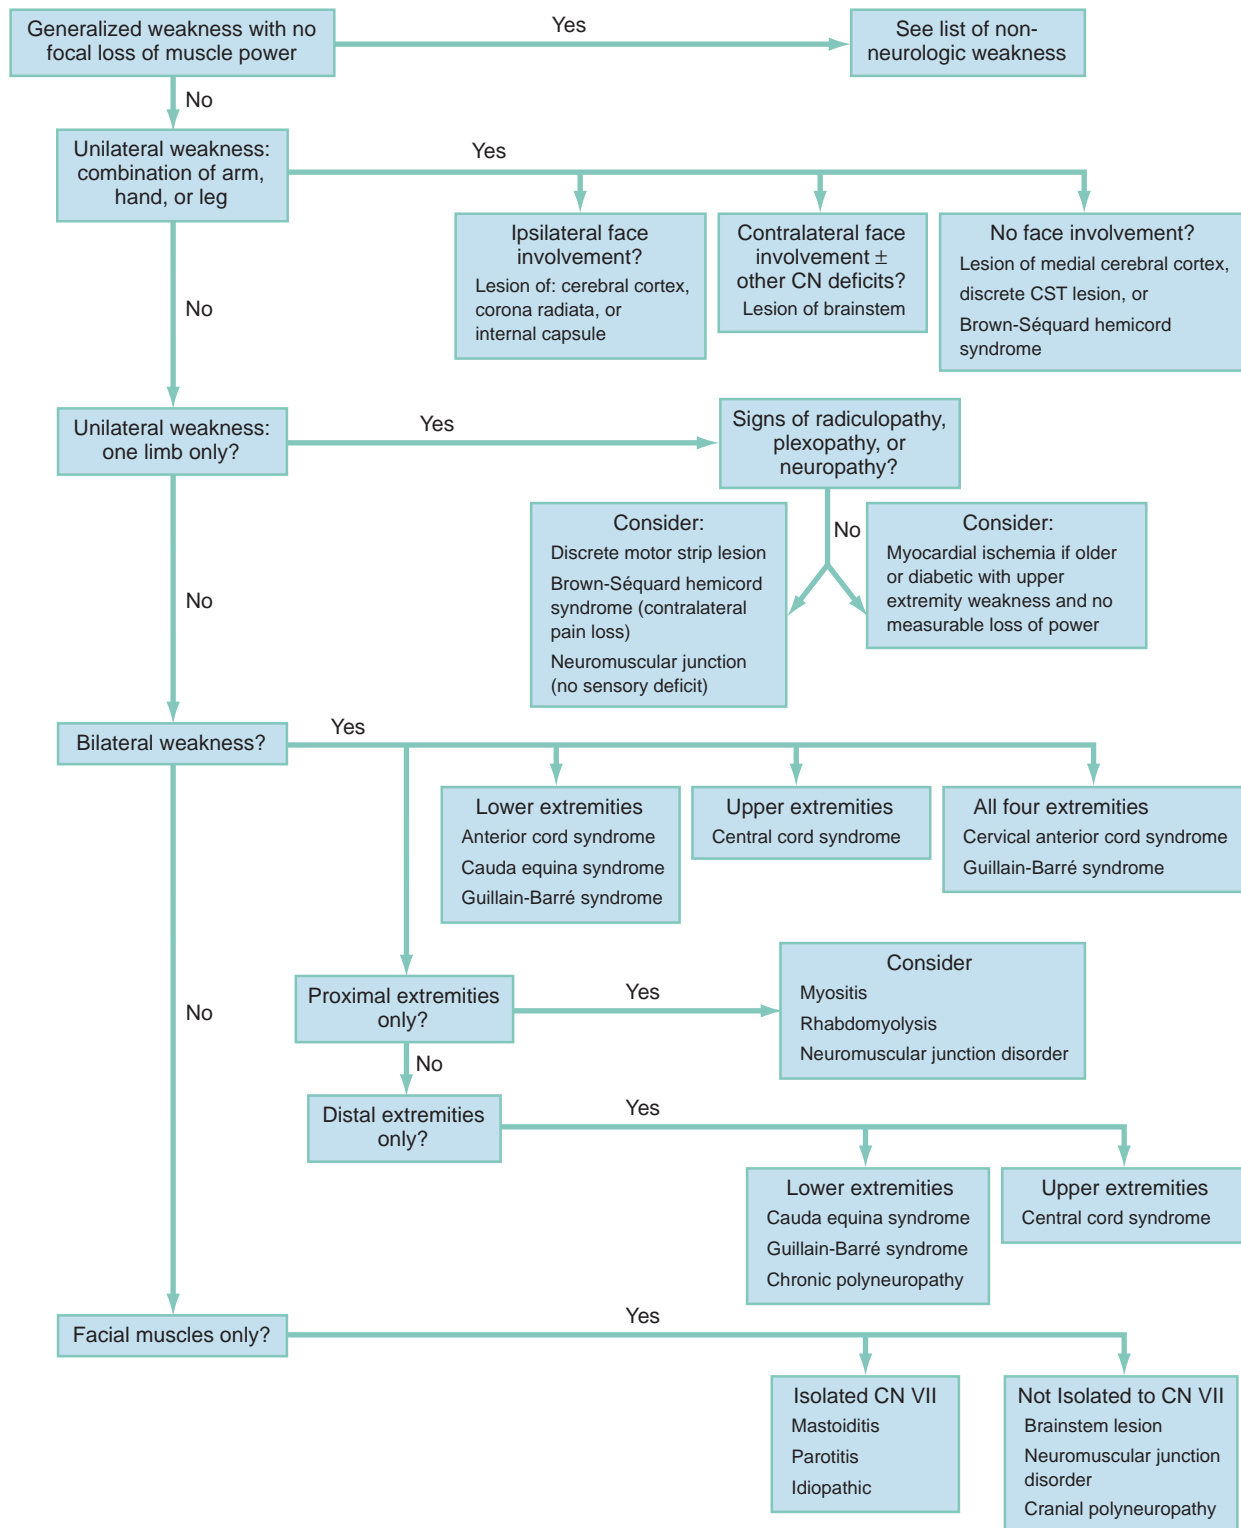 Generalized weakness with no
focal loss of muscle power
Yes
See list of non-
neurologic weakness
No
Unilateral weakness:
combination of arm,
hand, or leg
Yes
Ipsilateral face
involvement?
Lesion of: cerebral cortex,
corona radiata, or
internal capsule
Contralateral face
involvement ±
other CN deficits?
Lesion of brainstem
No face involvement?
Lesion of medial cerebral cortex,
discrete CST lesion, or
Brown-Séquard hemicord
syndrome
No
Unilateral weakness:
one limb only?
Yes
Signs of radiculopathy,
plexopathy, or
neuropathy?
No
Consider:
Discrete motor strip lesion
Brown-Séquard hemicord
syndrome (contralateral
pain loss)
Neuromuscular junction
(no sensory deficit)
Consider:
Myocardial ischemia if older
or diabetic with upper
extremity weakness and no
measurable loss of power
No
Bilateral weakness?
Yes
Lower extremities
Anterior cord syndrome
Cauda equina syndrome
Guillain-Barré syndrome
Upper extremities
Central cord syndrome
All four extremities
Cervical anterior cord syndrome
Guillain-Barré syndrome
Proximal extremities
only?
Yes
Consider
Myositis
Rhabdomyolysis
Neuromuscular junction disorder
No
Distal extremities
only?
Yes
Lower extremities
Cauda equina syndrome
Guillain-Barré syndrome
Chronic polyneuropathy
Upper extremities
Central cord syndrome
No
Facial muscles only?
Yes
Isolated CN VII
Mastoiditis
Parotitis
Idiopathic
Not Isolated to CN VII
Brainstem lesion
Neuromuscular junction
disorder
Cranial polyneuropathy